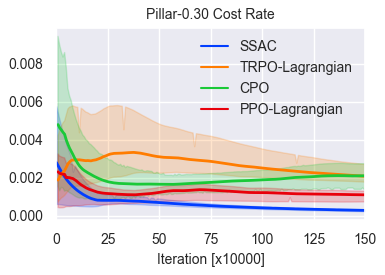 Pillar-0.30 Cost Rate
SSAC
TRPO-Lagrangian
CPO
PPO-Lagrangian
0.008
0.006
0.004
0.002
0.000
0 25 50 75 100 125 150
Iteration [x10000]